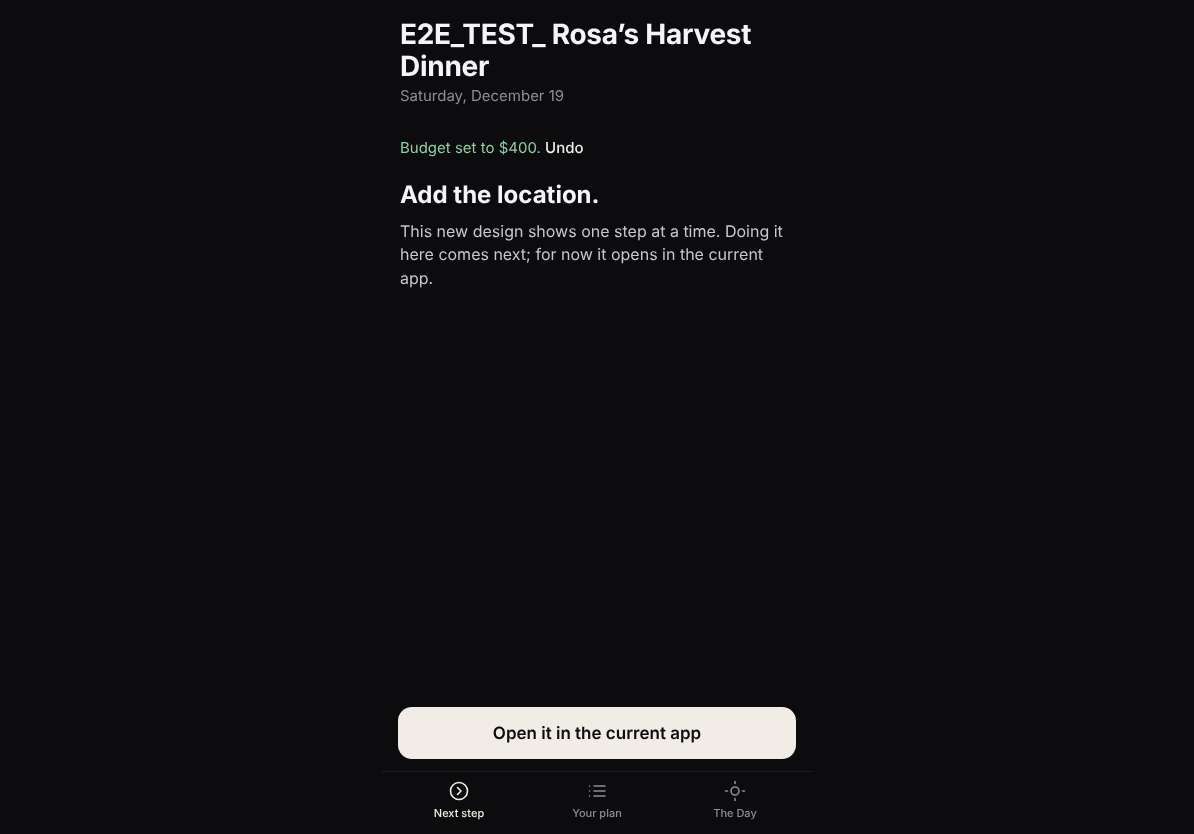 E2E_TEST_ Rosa’s Harvest
Dinner
Saturday, December 19
Budget set to $400. Undo
Add the location.
This new design shows one step at a time. Doing it
here comes next; for now it opens in the current
app.
Open it in the current app
Next step
Your plan
The Day